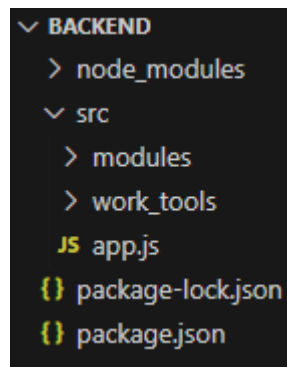 BACKEND
node_modules
src
modules
work_tools
JS app.js
{} package-lock.json
{} package.json